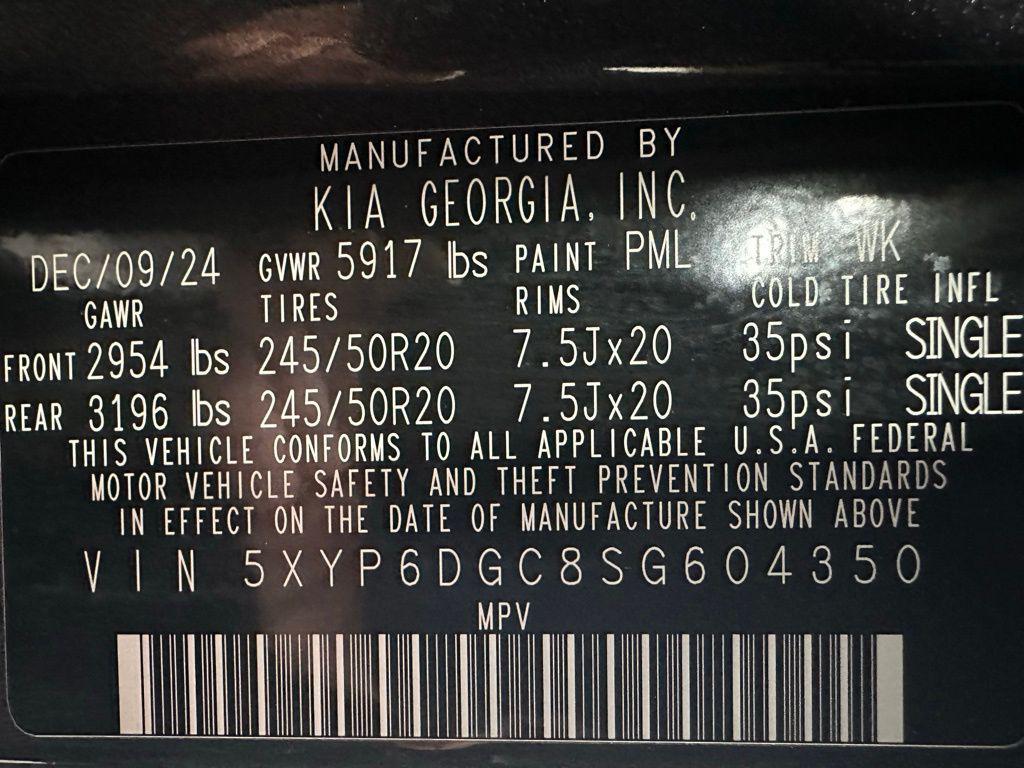 MANUFACTURED BY
KIA GEORGIA, INC.
DEC/09/24 GVWR 5917 lbs PAINT PML TRIM WK
GAWR TIRES RIMS COLD TIRE INFL
FRONT 2954 lbs 245/50R20 7.5Jx20 35psi SINGLE
REAR 3196 lbs 245/50R20 7.5Jx20 35psi SINGLE
THIS VEHICLE CONFORMS TO ALL APPLICABLE U.S.A. FEDERAL
MOTOR VEHICLE SAFETY AND THEFT PREVENTION STANDARDS
IN EFFECT ON THE DATE OF MANUFACTURE SHOWN ABOVE
VIN 5XYP6DGC8SG604350
MPV